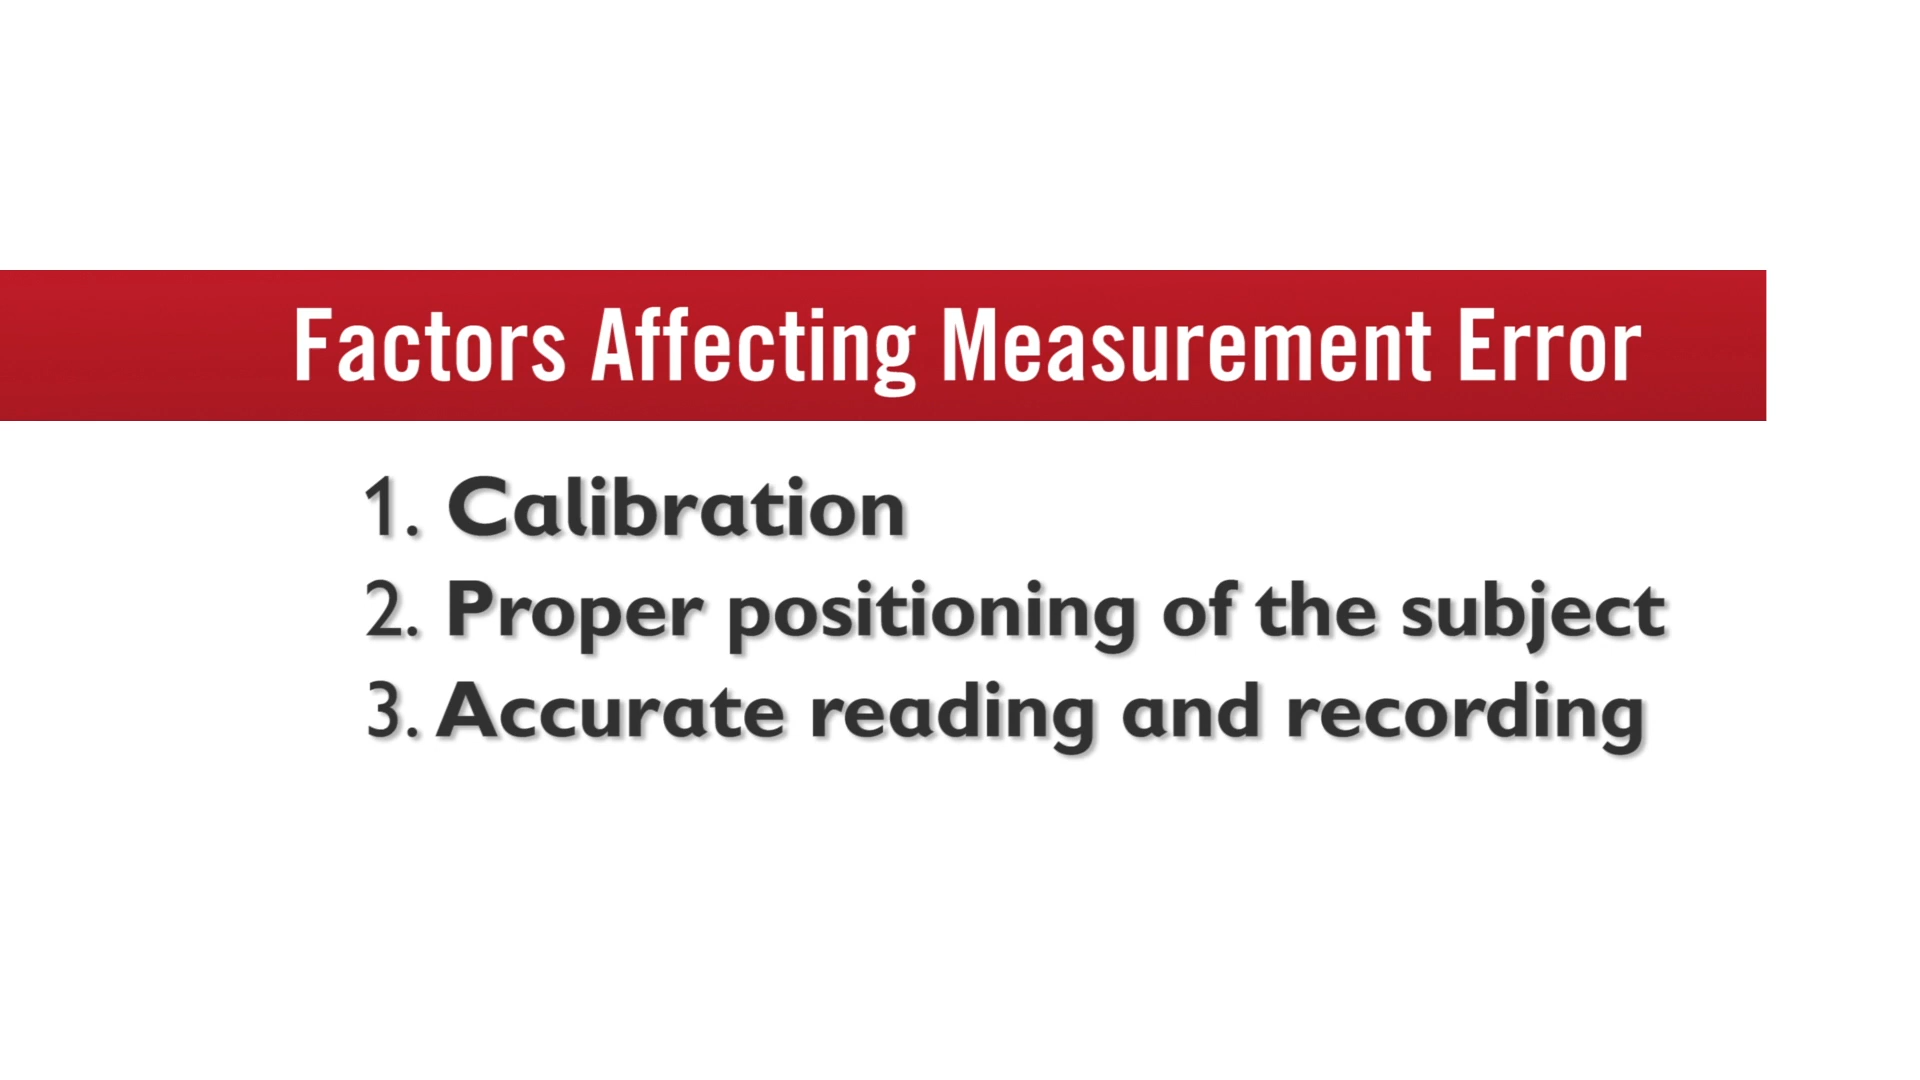 Factors Affecting Measurement Error
1. Calibration
2. Proper positioning of the subject
3. Accurate reading and recording